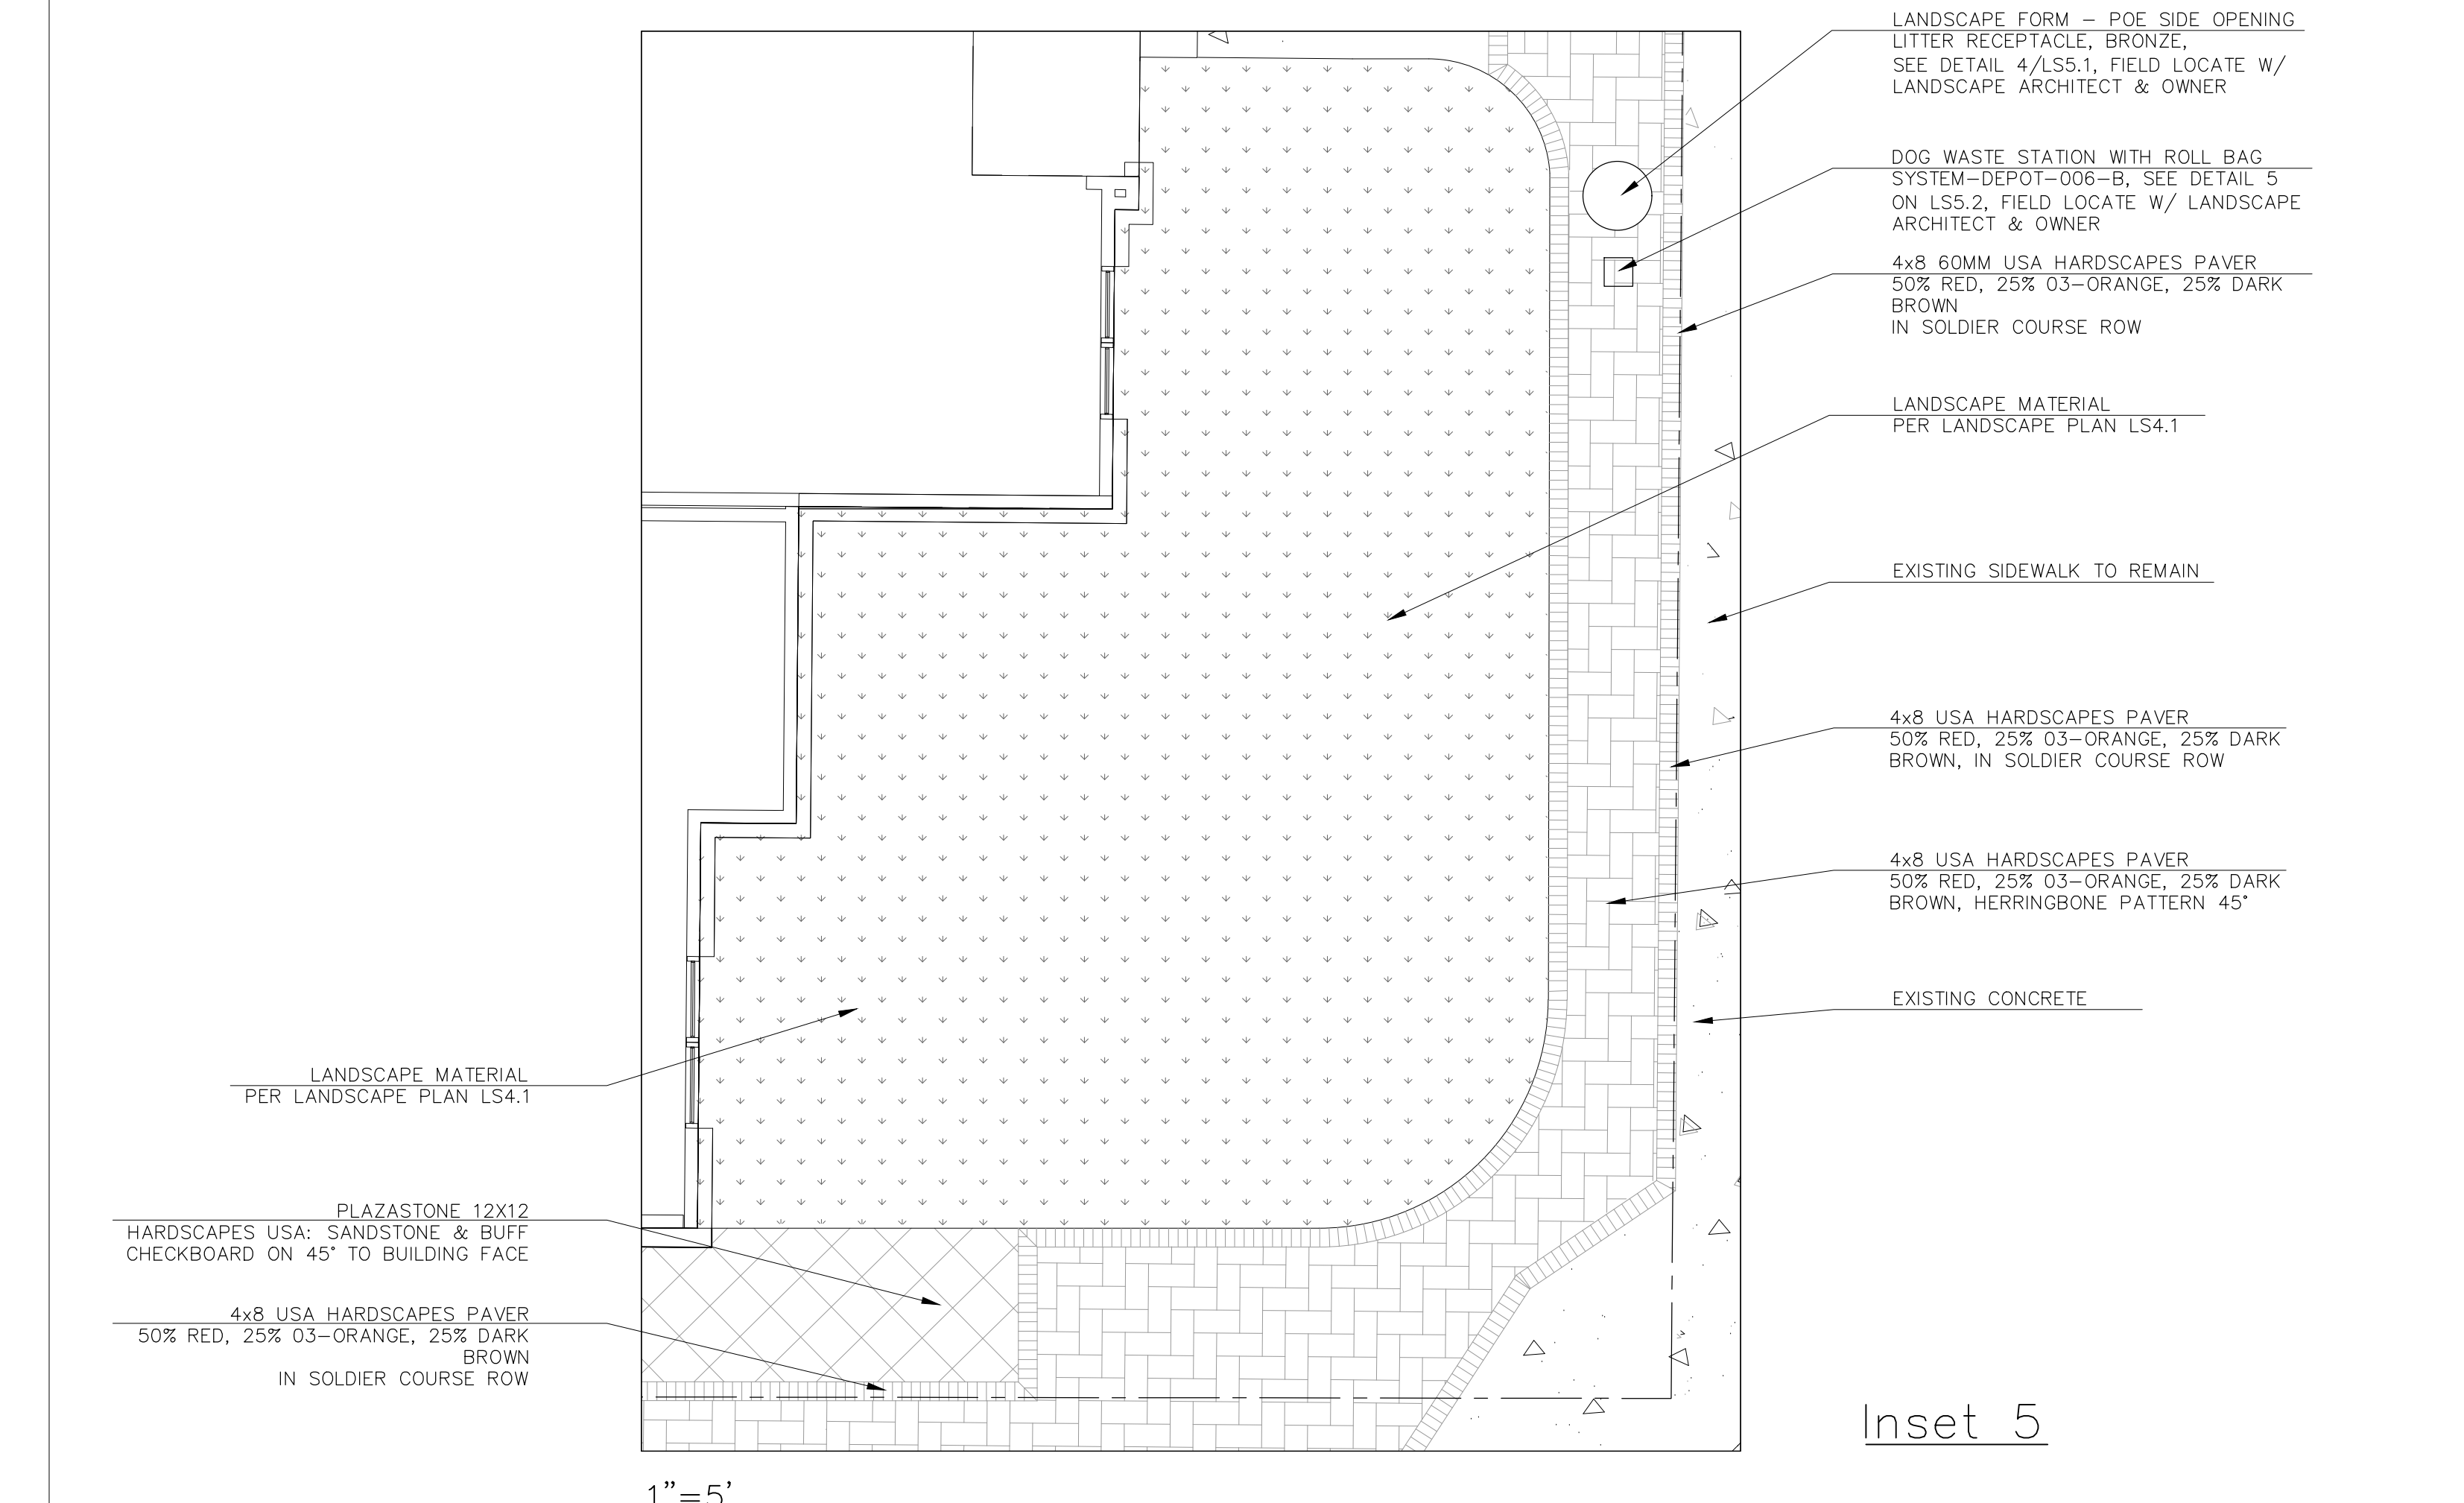 LANDSCAPE FORM – POE SIDE OPENING
LITTER RECEPTACLE, BRONZE,
SEE DETAIL 4/LS5.1, FIELD LOCATE W/
LANDSCAPE ARCHITECT & OWNER
DOG WASTE STATION WITH ROLL BAG
SYSTEM–DEPOT–006–B, SEE DETAIL 5
ON LS5.2, FIELD LOCATE W/ LANDSCAPE
ARCHITECT & OWNER
4x8 60MM USA HARDSCAPES PAVER
50% RED, 25% 03–ORANGE, 25% DARK
BROWN
IN SOLDIER COURSE ROW
LANDSCAPE MATERIAL
PER LANDSCAPE PLAN LS4.1
EXISTING SIDEWALK TO REMAIN
4x8 USA HARDSCAPES PAVER
50% RED, 25% 03–ORANGE, 25% DARK
BROWN, IN SOLDIER COURSE ROW
4x8 USA HARDSCAPES PAVER
50% RED, 25% 03–ORANGE, 25% DARK
BROWN, HERRINGBONE PATTERN 45°
EXISTING CONCRETE
LANDSCAPE MATERIAL
PER LANDSCAPE PLAN LS4.1
PLAZASTONE 12X12
HARDSCAPES USA: SANDSTONE & BUFF
CHECKBOARD ON 45° TO BUILDING FACE
4x8 USA HARDSCAPES PAVER
50% RED, 25% 03–ORANGE, 25% DARK
BROWN
IN SOLDIER COURSE ROW
Inset 5
1"=5'